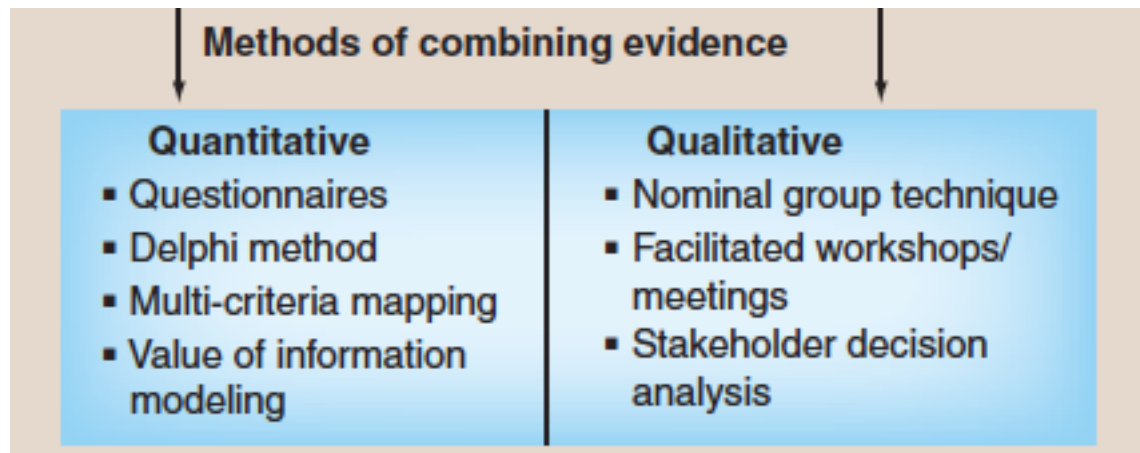 Methods of combining evidence
Quantitative
▪ Questionnaires
▪ Delphi method
▪ Multi-criteria mapping
▪ Value of information
modeling
Qualitative
▪ Nominal group technique
▪ Facilitated workshops/
meetings
▪ Stakeholder decision
analysis